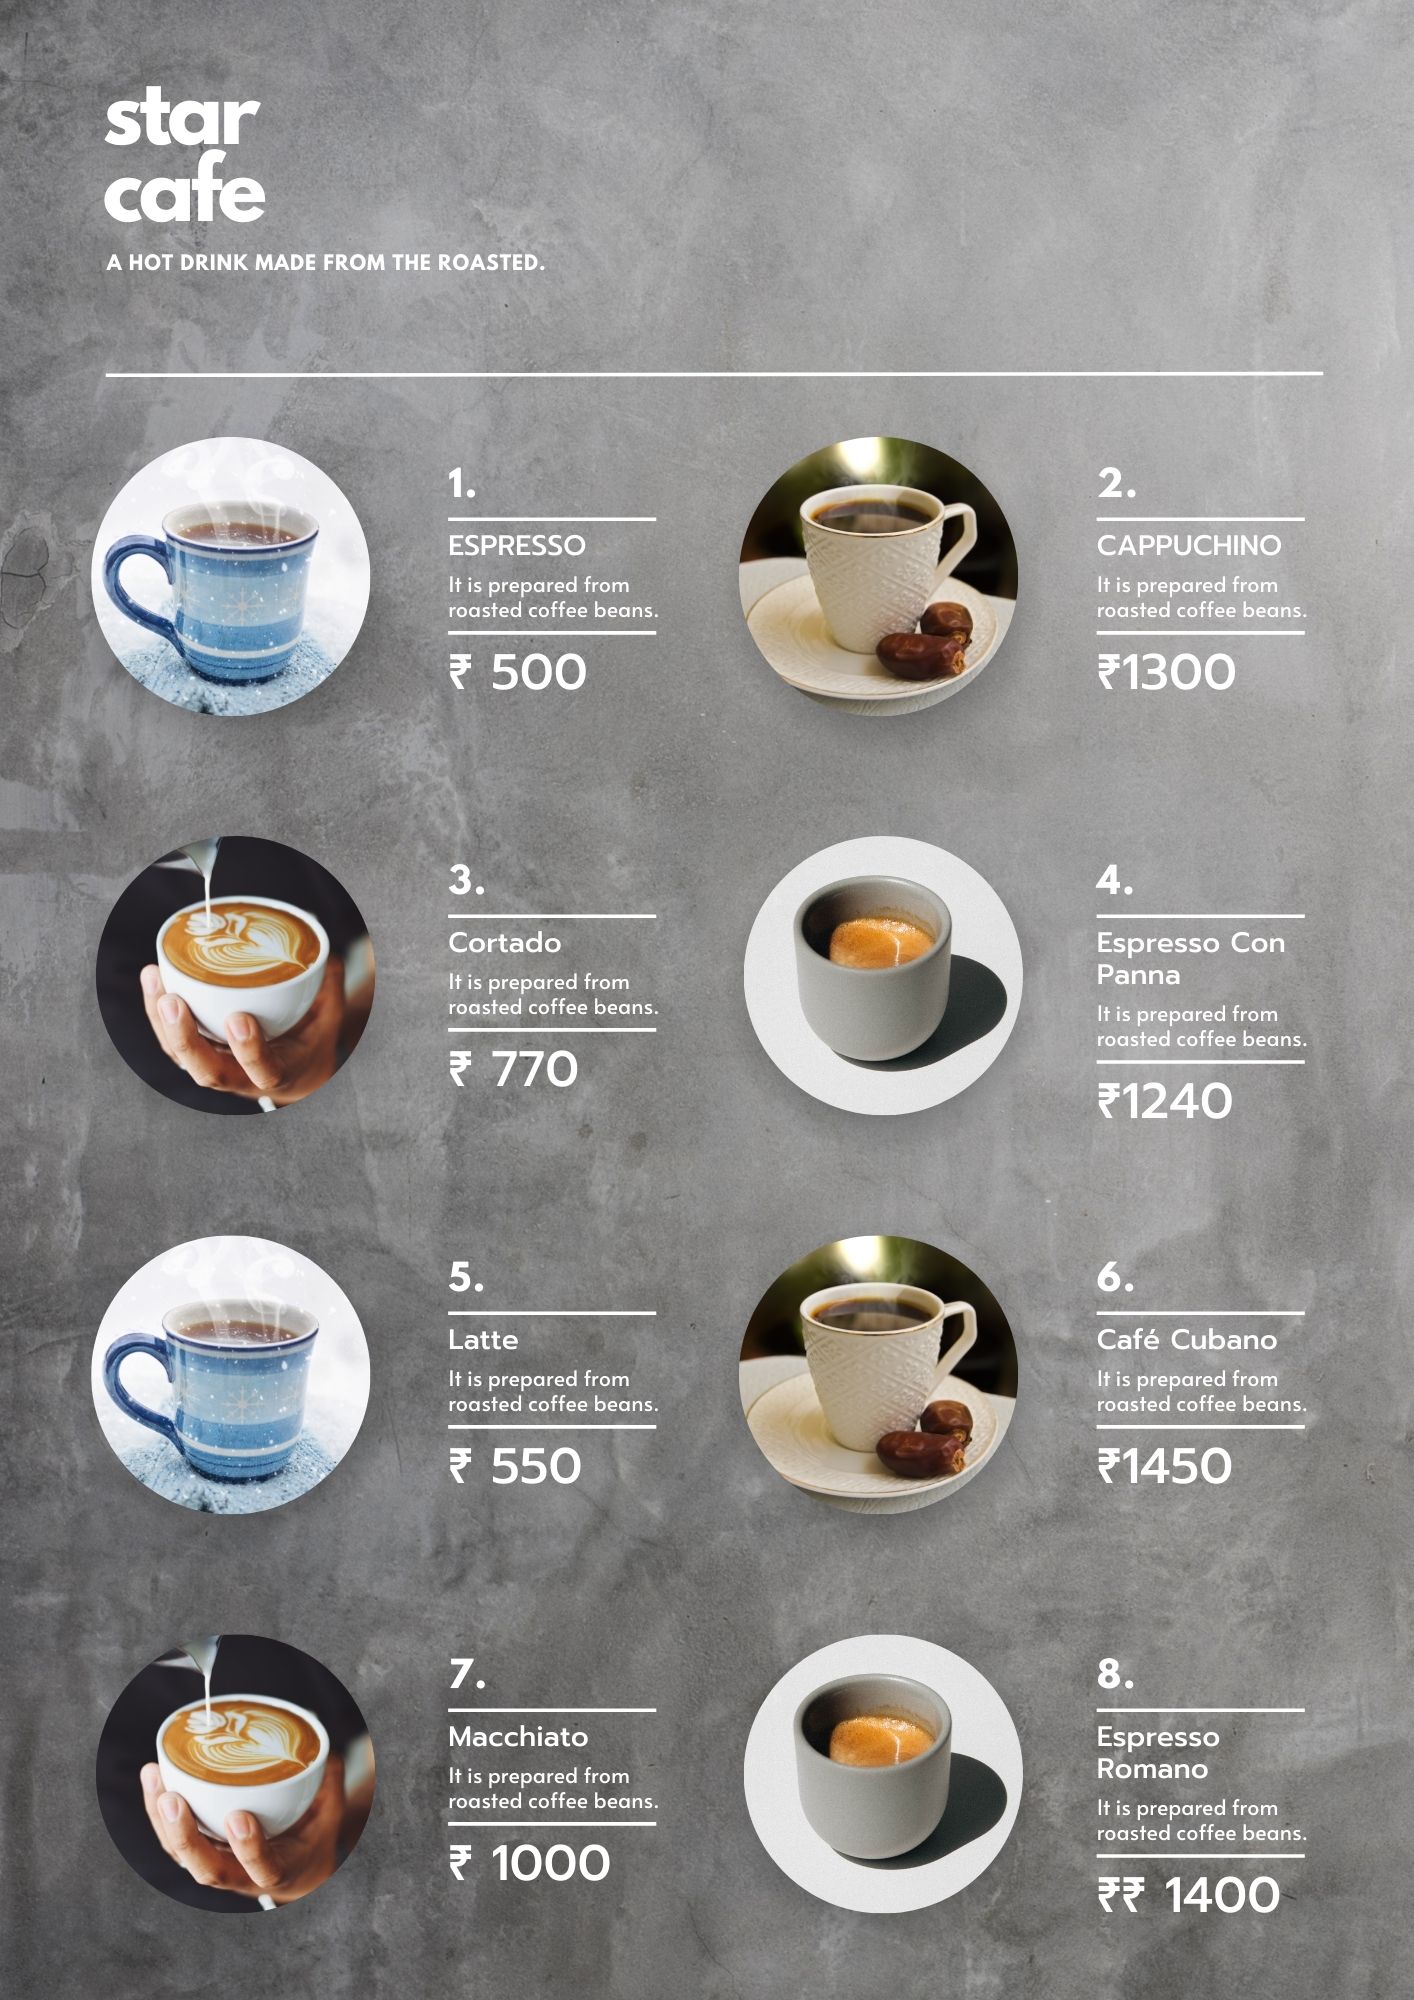 star
cafe
A HOT DRINK MADE FROM THE ROASTED.
1.
ESPRESSO
It is prepared from
roasted coffee beans.
₹ 500
2.
CAPPUCHINO
It is prepared from
roasted coffee beans.
₹1300
3.
Cortado
It is prepared from
roasted coffee beans.
₹ 770
4.
Espresso Con
Panna
It is prepared from
roasted coffee beans.
₹1240
5.
Latte
It is prepared from
roasted coffee beans.
₹ 550
6.
Café Cubano
It is prepared from
roasted coffee beans.
₹1450
7.
Macchiato
It is prepared from
roasted coffee beans.
₹ 1000
8.
Espresso
Romano
It is prepared from
roasted coffee beans.
₹₹ 1400